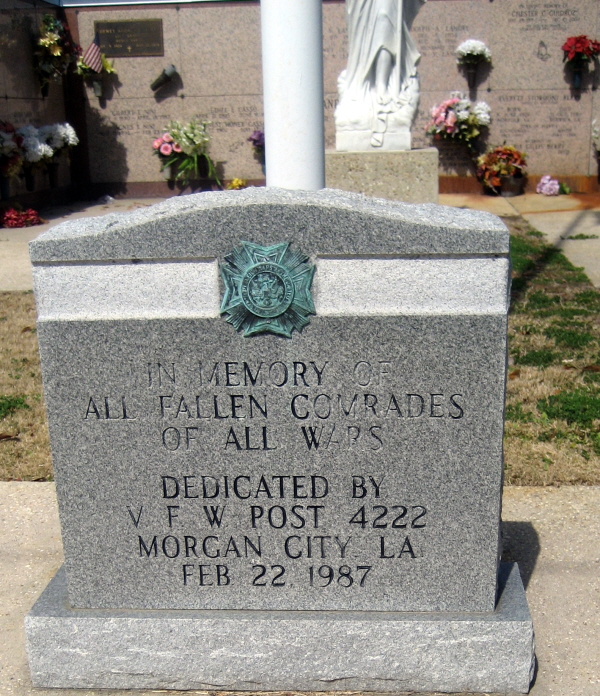 IN MEMORY OF
ALL FALLEN COMRADES
OF ALL WARS
DEDICATED BY
V F W POST 4222
MORGAN CITY LA
FEB 22 1987